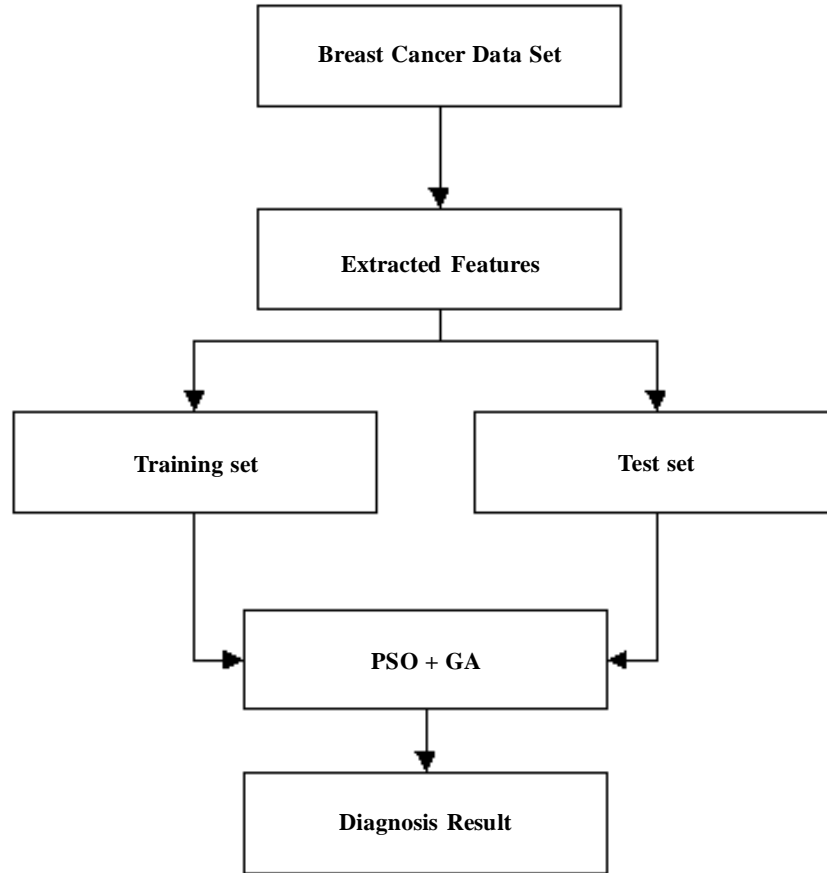 Breast Cancer Data Set
Extracted Features
Training set
Test set
PSO + GA
Diagnosis Result